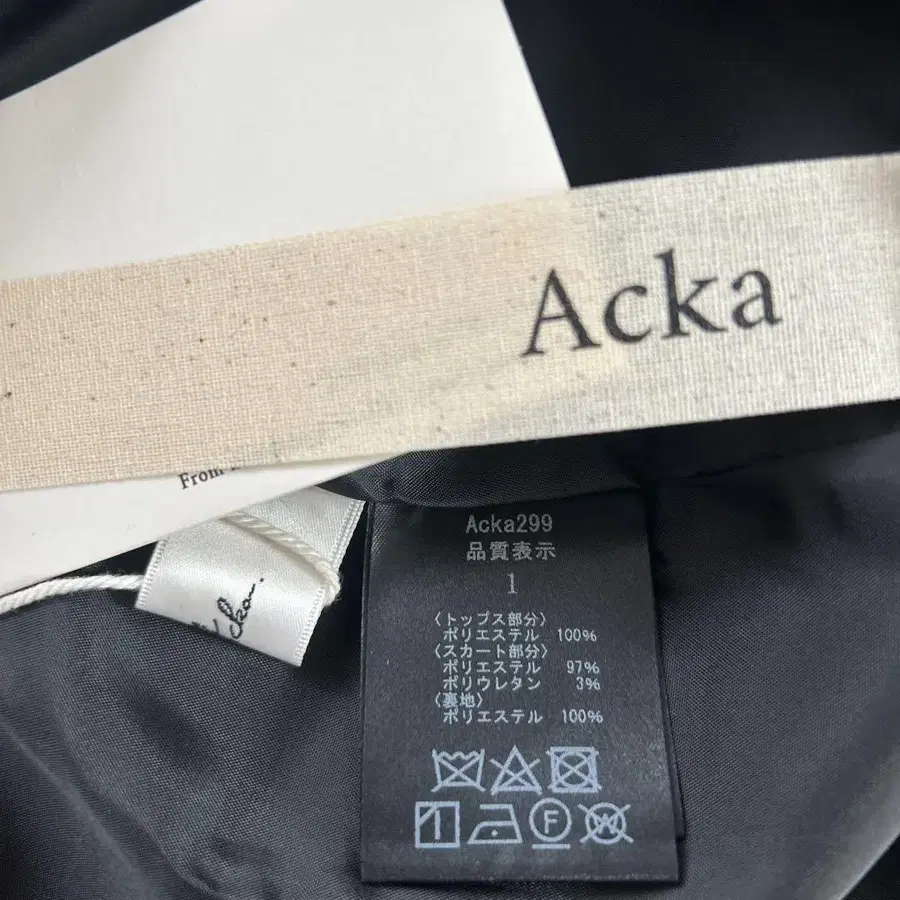 Acka
From
cka.
Acka299
品質表示
1
〈トップス部分〉
ポリエステル 100%
〈スカート部分〉
ポリエステル 97%
ポリウレタン 3%
〈裏地〉
ポリエステル 100%
F
W